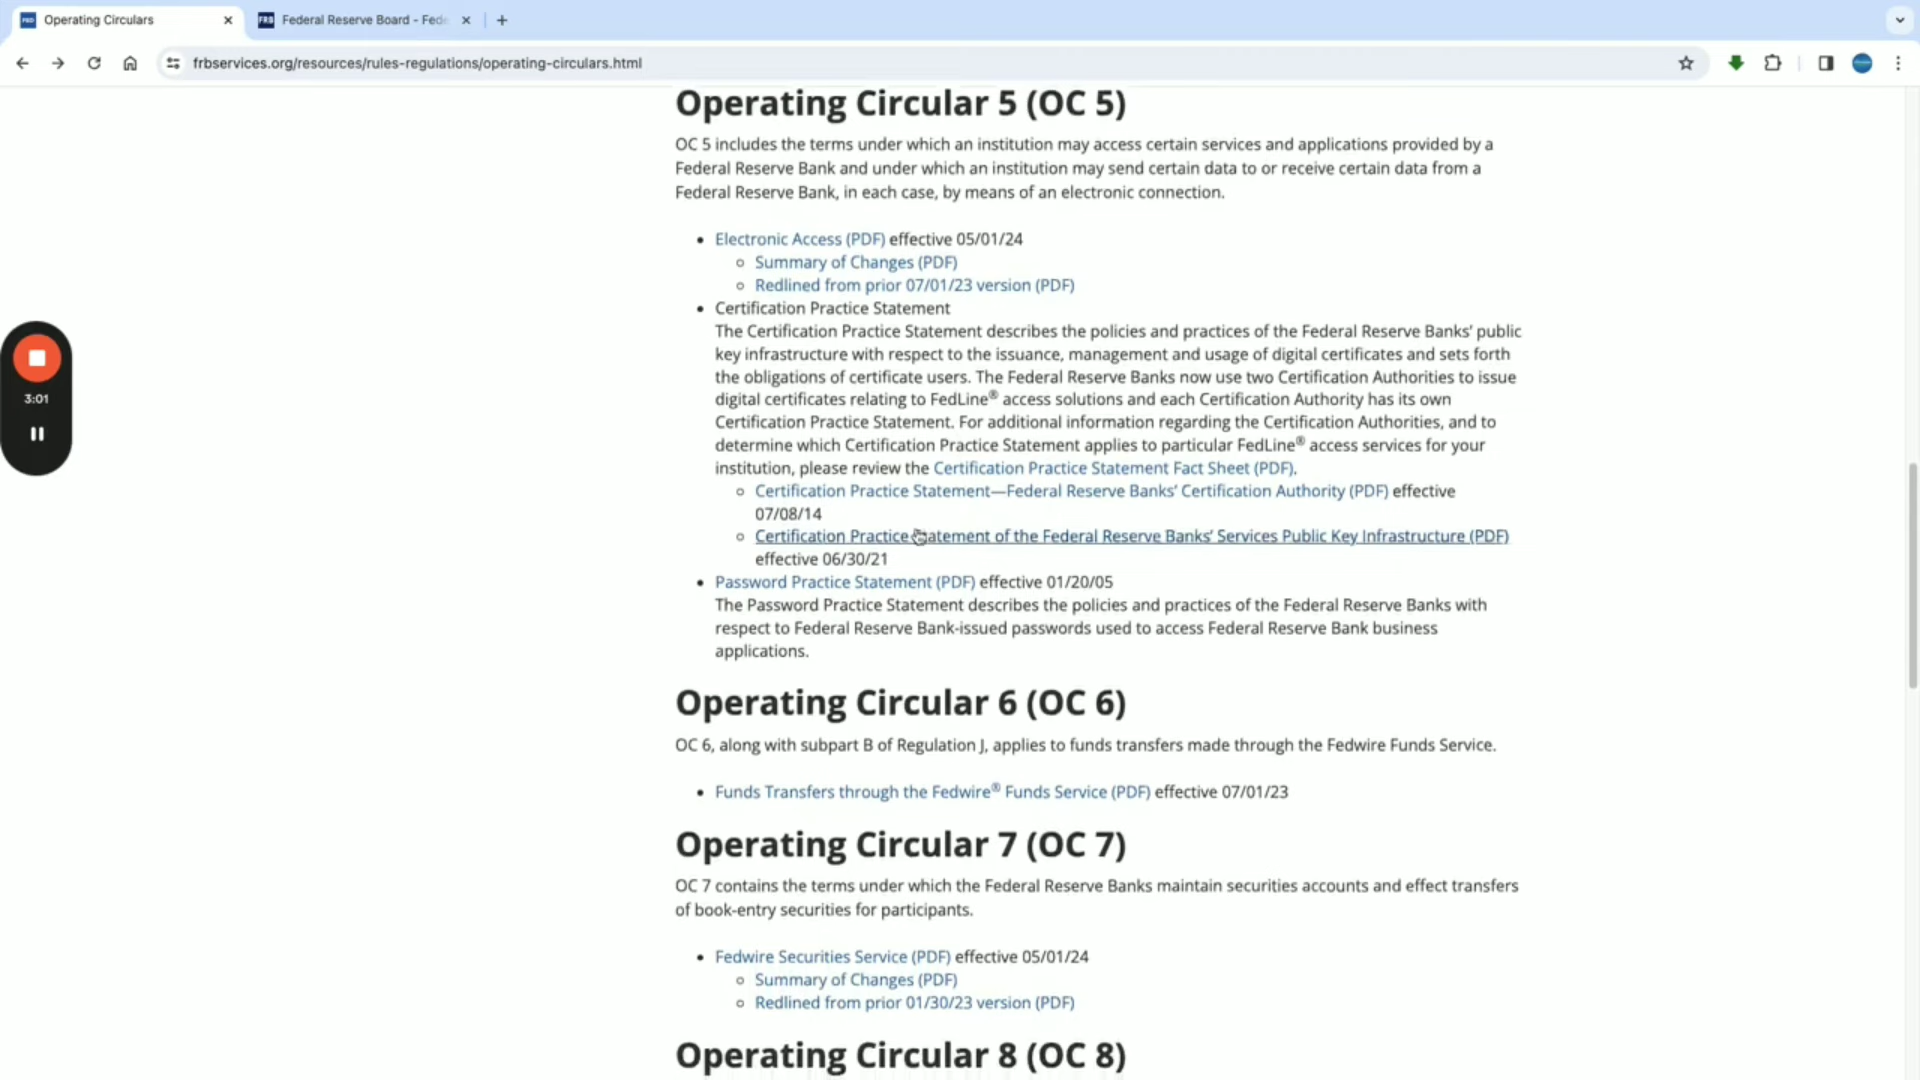 Operating Circulars
FRB Federal Reserve Board - Fede
frbservices.org/resources/rules-regulations/operating-circulars.html
Operating Circular 5 (OC 5)
OC 5 includes the terms under which an institution may access certain services and applications provided by a
Federal Reserve Bank and under which an institution may send certain data to or receive certain data from a
Federal Reserve Bank, in each case, by means of an electronic connection.
• Electronic Access (PDF) effective 05/01/24
○ Summary of Changes (PDF)
○ Redlined from prior 07/01/23 version (PDF)
• Certification Practice Statement
The Certification Practice Statement describes the policies and practices of the Federal Reserve Banks’ public
key infrastructure with respect to the issuance, management and usage of digital certificates and sets forth
the obligations of certificate users. The Federal Reserve Banks now use two Certification Authorities to issue
digital certificates relating to FedLine® access solutions and each Certification Authority has its own
Certification Practice Statement. For additional information regarding the Certification Authorities, and to
determine which Certification Practice Statement applies to particular FedLine® access services for your
institution, please review the Certification Practice Statement Fact Sheet (PDF).
○ Certification Practice Statement—Federal Reserve Banks’ Certification Authority (PDF) effective
07/08/14
○ Certification Practice Statement of the Federal Reserve Banks’ Services Public Key Infrastructure (PDF)
effective 06/30/21
• Password Practice Statement (PDF) effective 01/20/05
The Password Practice Statement describes the policies and practices of the Federal Reserve Banks with
respect to Federal Reserve Bank-issued passwords used to access Federal Reserve Bank business
applications.
3:01
Operating Circular 6 (OC 6)
OC 6, along with subpart B of Regulation J, applies to funds transfers made through the Fedwire Funds Service.
• Funds Transfers through the Fedwire® Funds Service (PDF) effective 07/01/23
Operating Circular 7 (OC 7)
OC 7 contains the terms under which the Federal Reserve Banks maintain securities accounts and effect transfers
of book-entry securities for participants.
• Fedwire Securities Service (PDF) effective 05/01/24
○ Summary of Changes (PDF)
○ Redlined from prior 01/30/23 version (PDF)
Operating Circular 8 (OC 8)